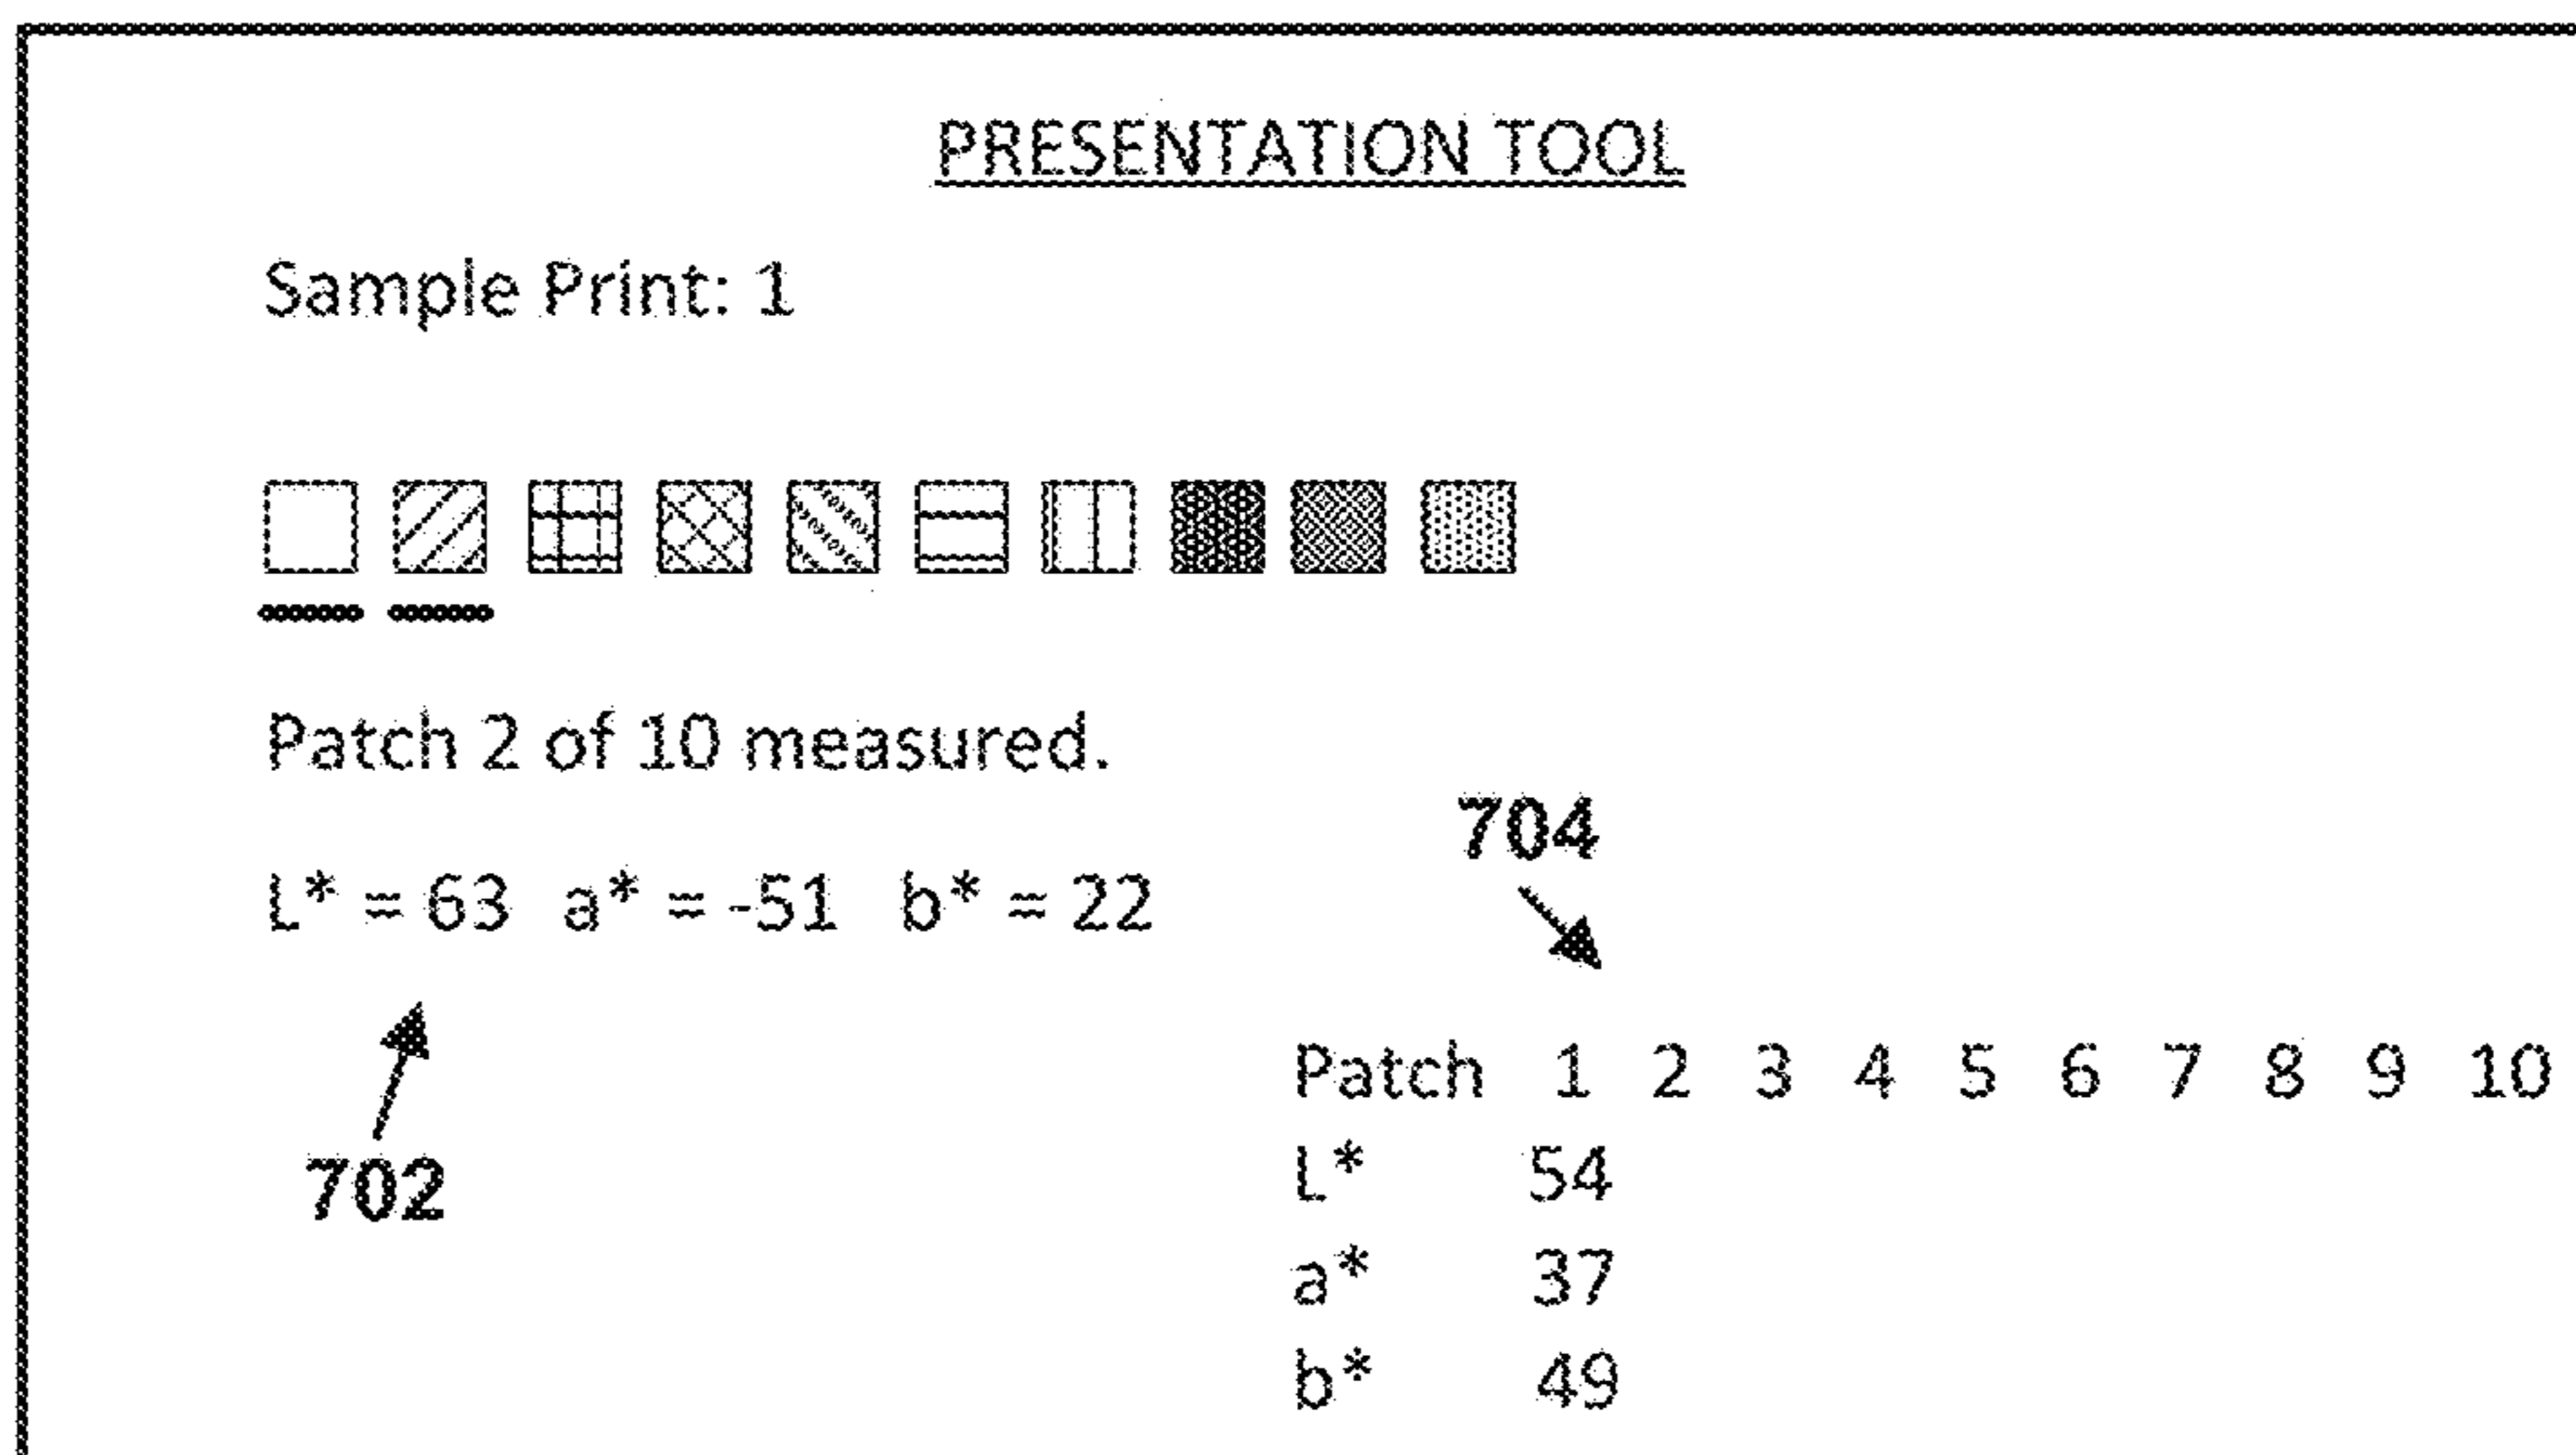 PRESENTATION TOOL
Sample Print: 1
Patch 2 of 10 measured.
704
L* = 63 a* = -51 b* = 22
702
Patch 1 2 3 4 5 6 7 8 9 10
L* 54
a* 37
b* 49